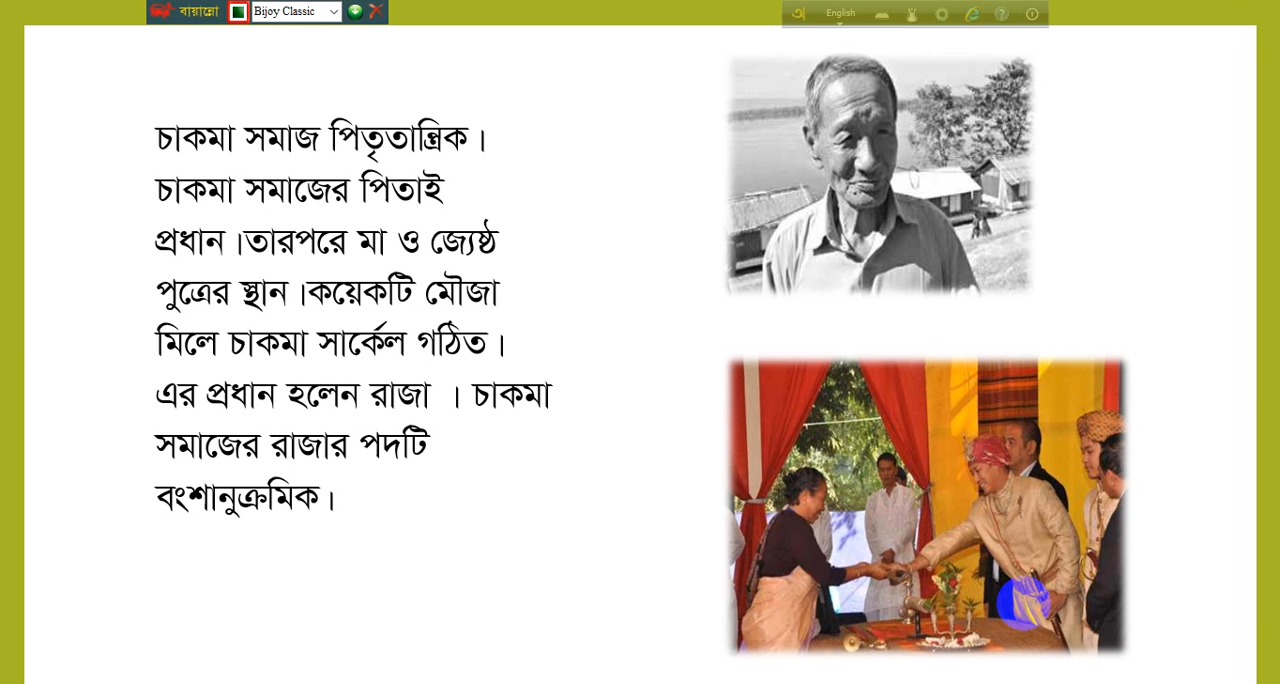 বায়ান্নো
Bijoy Classic
অ
English
চাকমা সমাজ পিতৃতান্ত্রিক।
চাকমা সমাজের পিতাই
প্রধান।তারপরে মা ও জ্যেষ্ঠ
পুত্রের স্থান।কয়েকটি মৌজা
মিলে চাকমা সার্কেল গঠিত।
এর প্রধান হলেন রাজা । চাকমা
সমাজের রাজার পদটি
বংশানুক্রমিক।